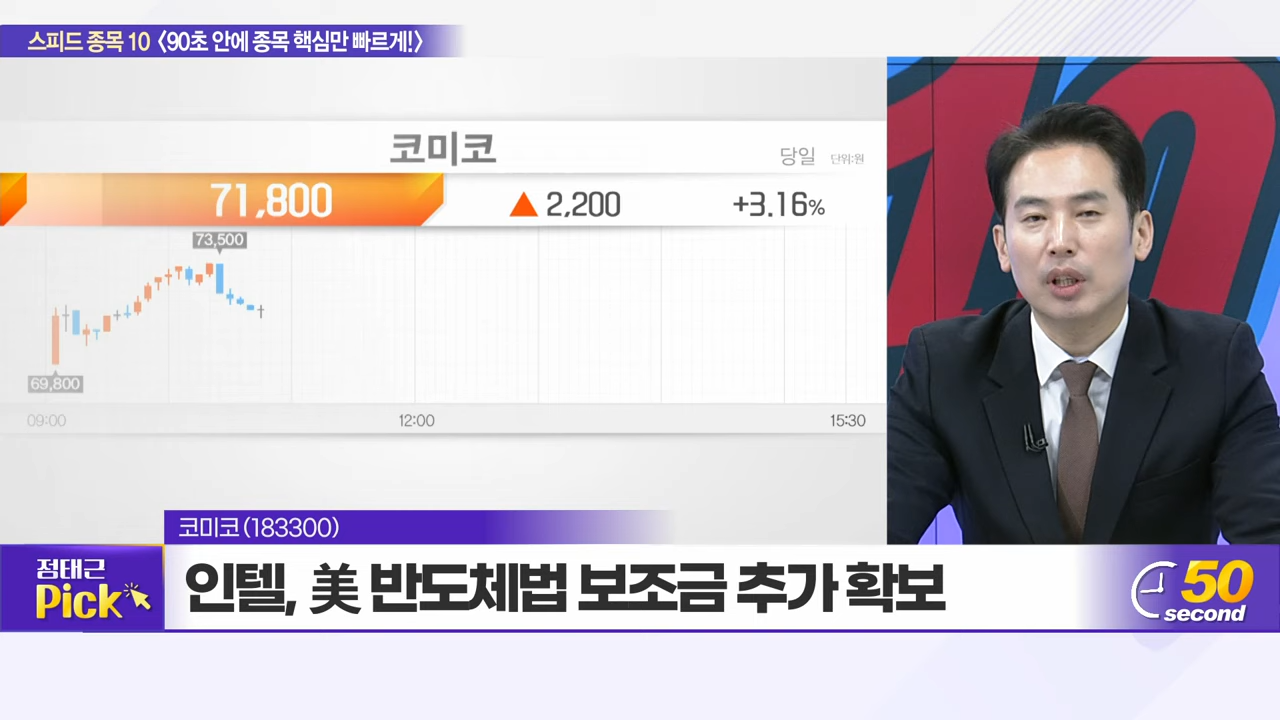 스피드 종목 10 〈90초 안에 종목 핵심만 빠르게!〉
코미코
당일 단위:원
71,800 ▲ 2,200 +3.16%
73,500
69,800
09:00 12:00 15:30
코미코(183300)
정태근
Pick
인텔, 美 반도체법 보조금 추가 확보
50
second
10